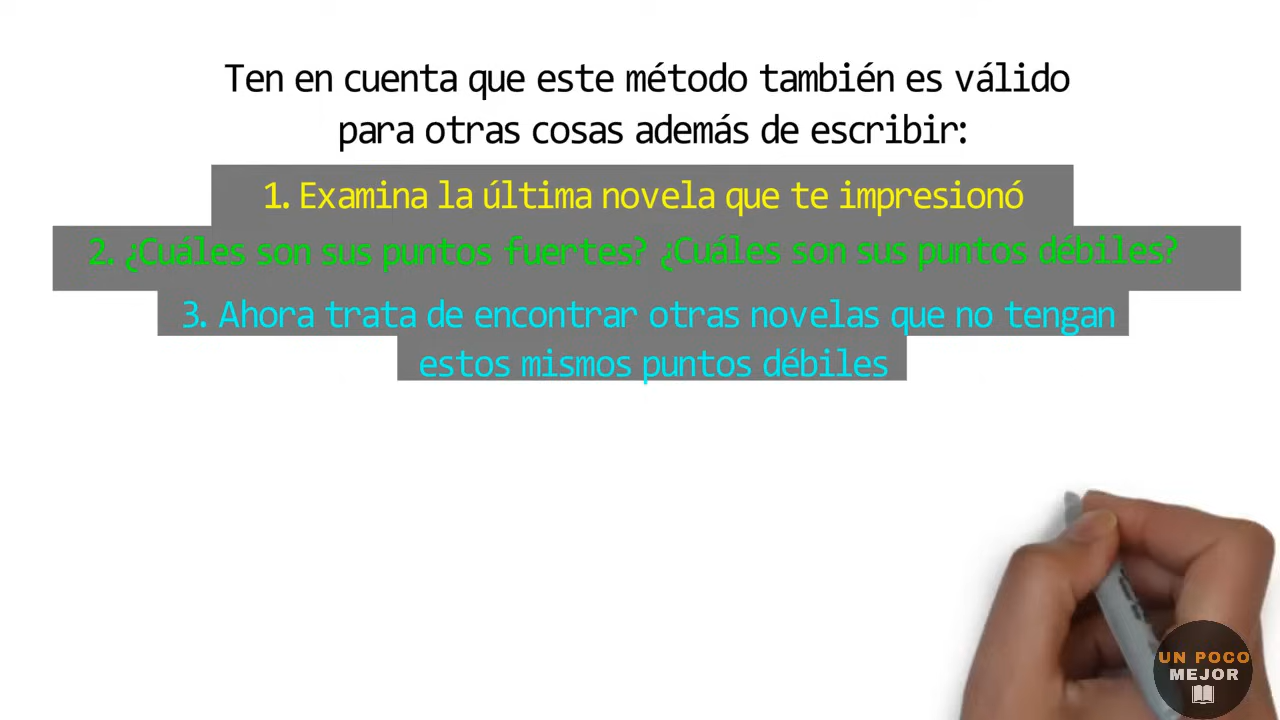 Ten en cuenta que este método también es válido
para otras cosas además de escribir:
1. Examina la última novela que te impresionó
2. ¿Cuáles son sus puntos fuertes? ¿Cuáles son sus puntos débiles?
3. Ahora trata de encontrar otras novelas que no tengan
estos mismos puntos débiles
UN POCO
MEJOR